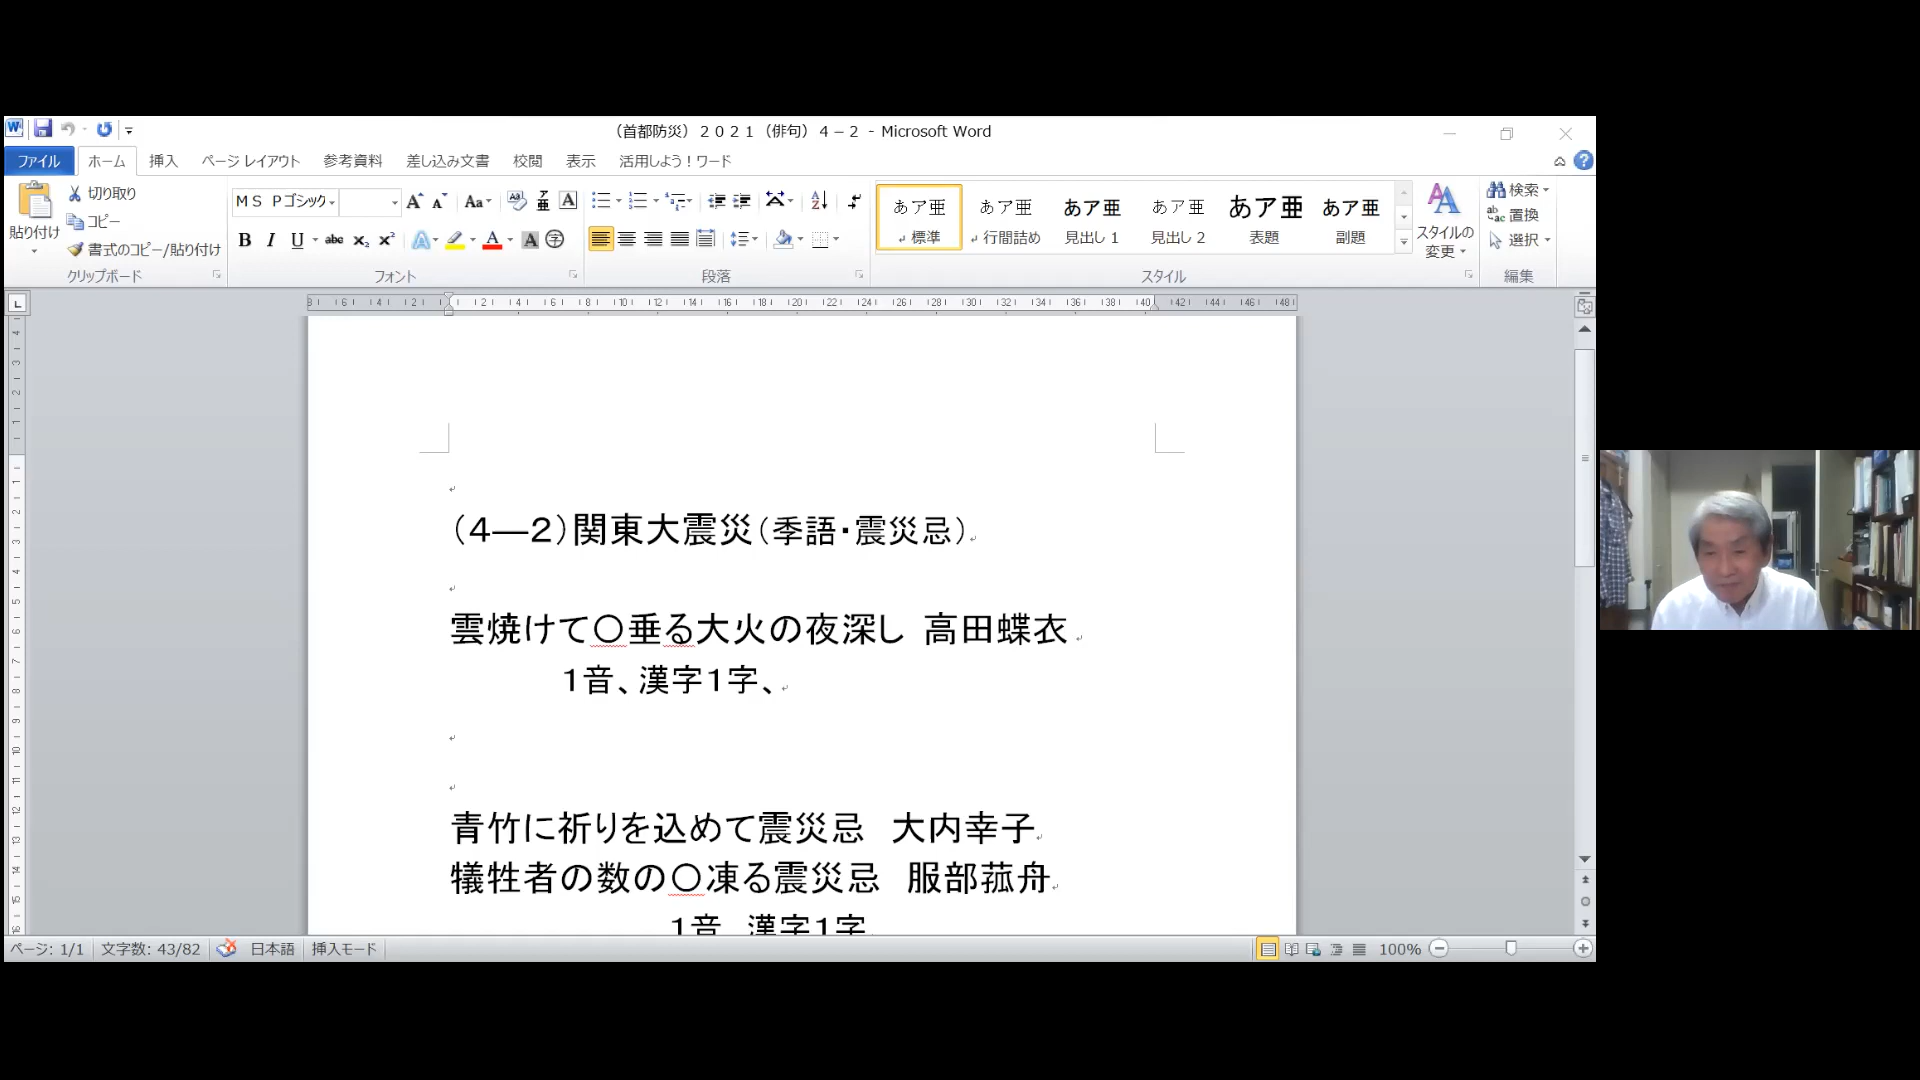 （首都防災）２０２１（俳句）４－２ - Microsoft Word
ファイル ホーム 挿入 ページ レイアウト 参考資料 差し込み文書 校閲 表示 活用しよう！ワード
貼り付け
切り取り
コピー
書式のコピー/貼り付け
クリップボード
ＭＳ Ｐゴシック
フォント
段落
あア亜 あア亜 あア亜 あア亜 あア亜 あア亜
標準 行間詰め 見出し 1 見出し 2 表題 副題
スタイルの変更
スタイル
検索
置換
選択
編集
（４―２）関東大震災（季語・震災忌）
雲焼けて〇垂る大火の夜深し 高田蝶衣
１音、漢字１字、
青竹に祈りを込めて震災忌 大内幸子
犠牲者の数の〇凍る震災忌 服部菰舟
１音 漢字１字
ページ: 1/1 文字数: 43/82 日本語 挿入モード 100%